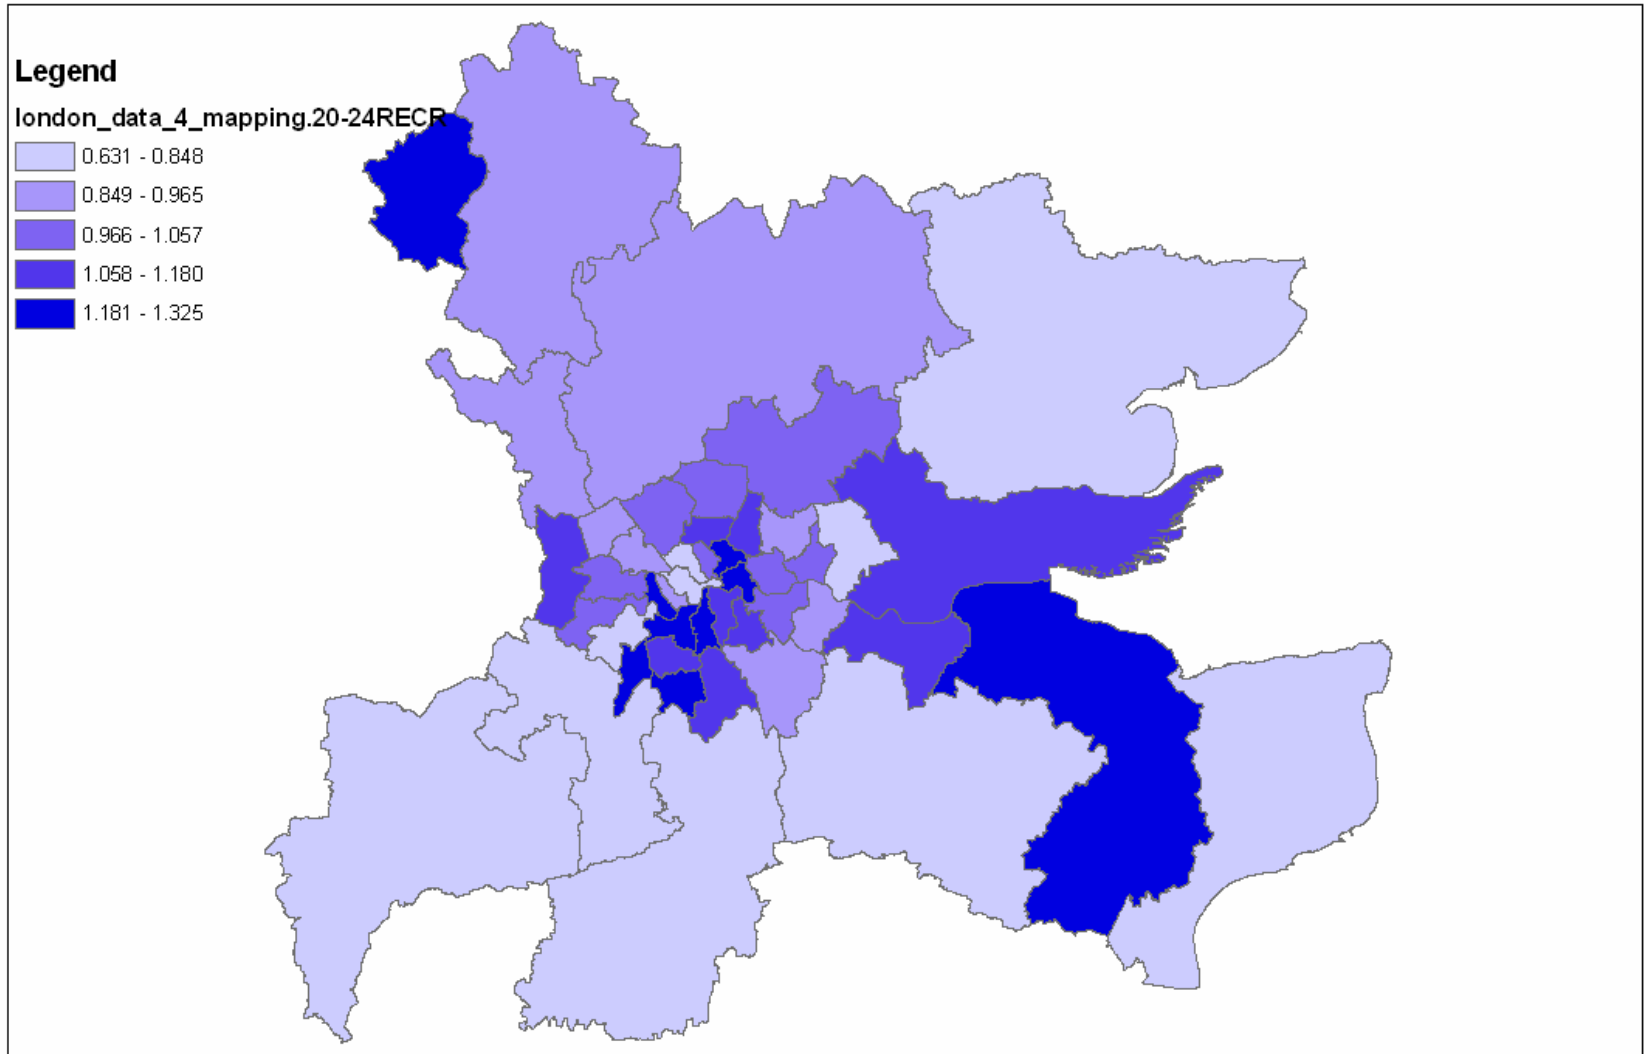 Legend
london_data_4_mapping.20-24RECR
0.631 - 0.848
0.849 - 0.965
0.966 - 1.057
1.058 - 1.180
1.181 - 1.325